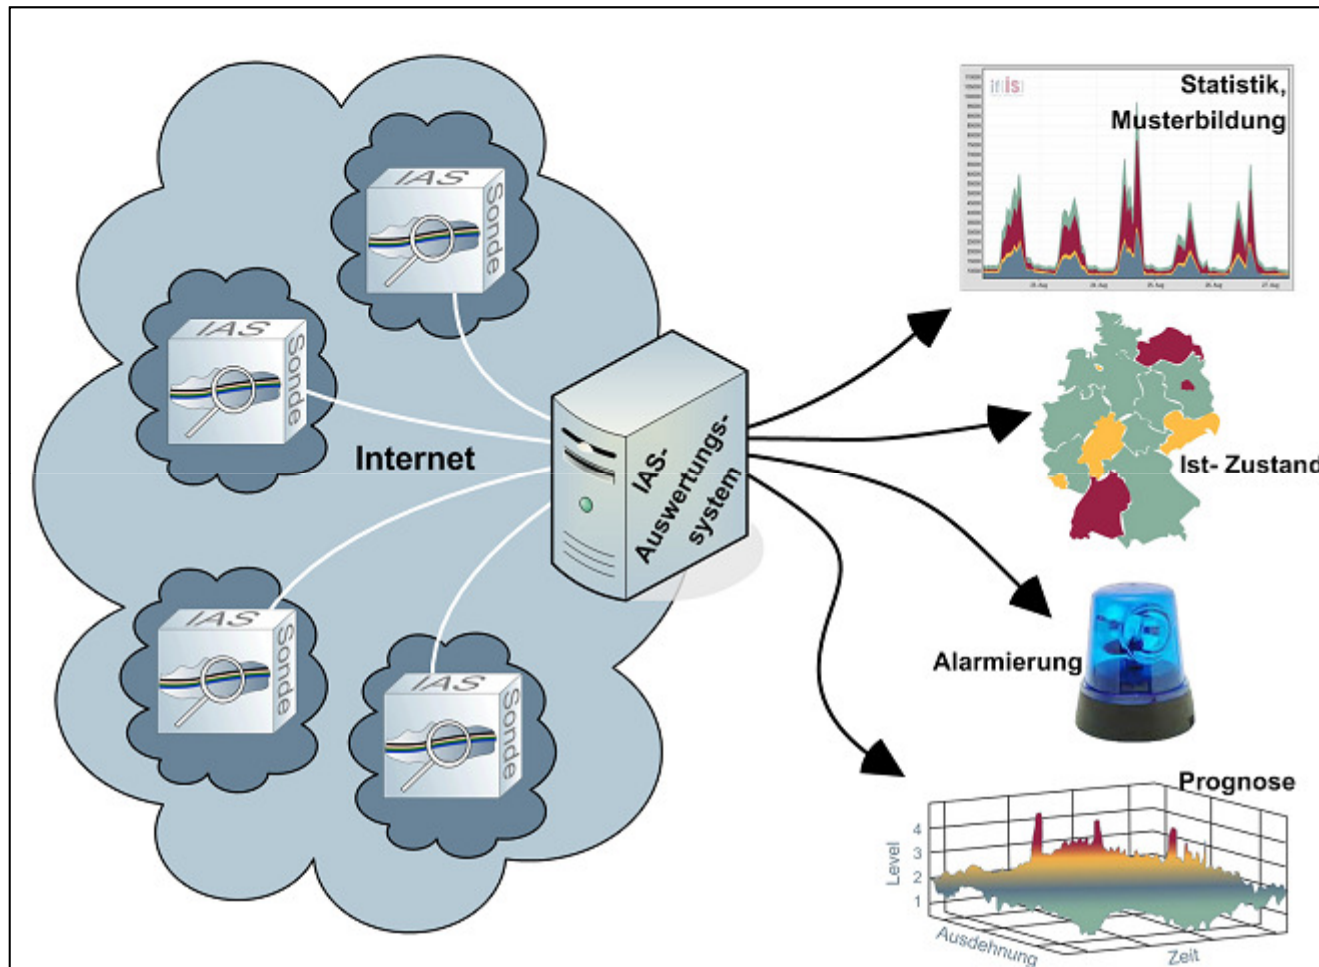 IAS
Sonde
IAS
Sonde
Internet
IAS
Sonde
IAS
Sonde
IAS-
Auswertungs-
system
is
Statistik,
Musterbildung
Ist- Zustand
Alarmierung
Prognose
Level
4
3
2
1
Ausdehnung
Zeit